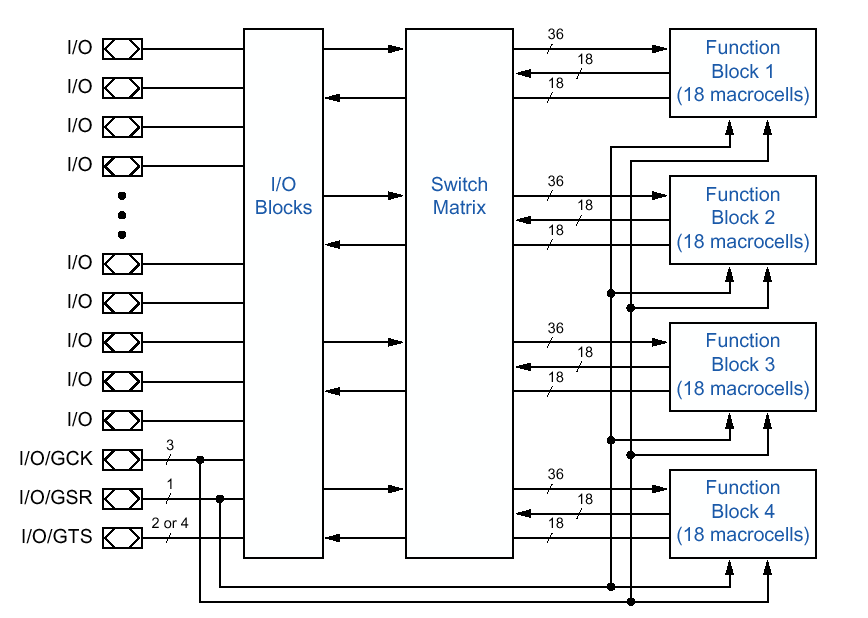 I/O
I/O
I/O
I/O
I/O
I/O
I/O
I/O
I/O
I/O/GCK
3
I/O/GSR
1
I/O/GTS
2 or 4
I/O
Blocks
Switch
Matrix
36
18
18
Function
Block 1
(18 macrocells)
36
18
18
Function
Block 2
(18 macrocells)
36
18
18
Function
Block 3
(18 macrocells)
36
18
18
Function
Block 4
(18 macrocells)